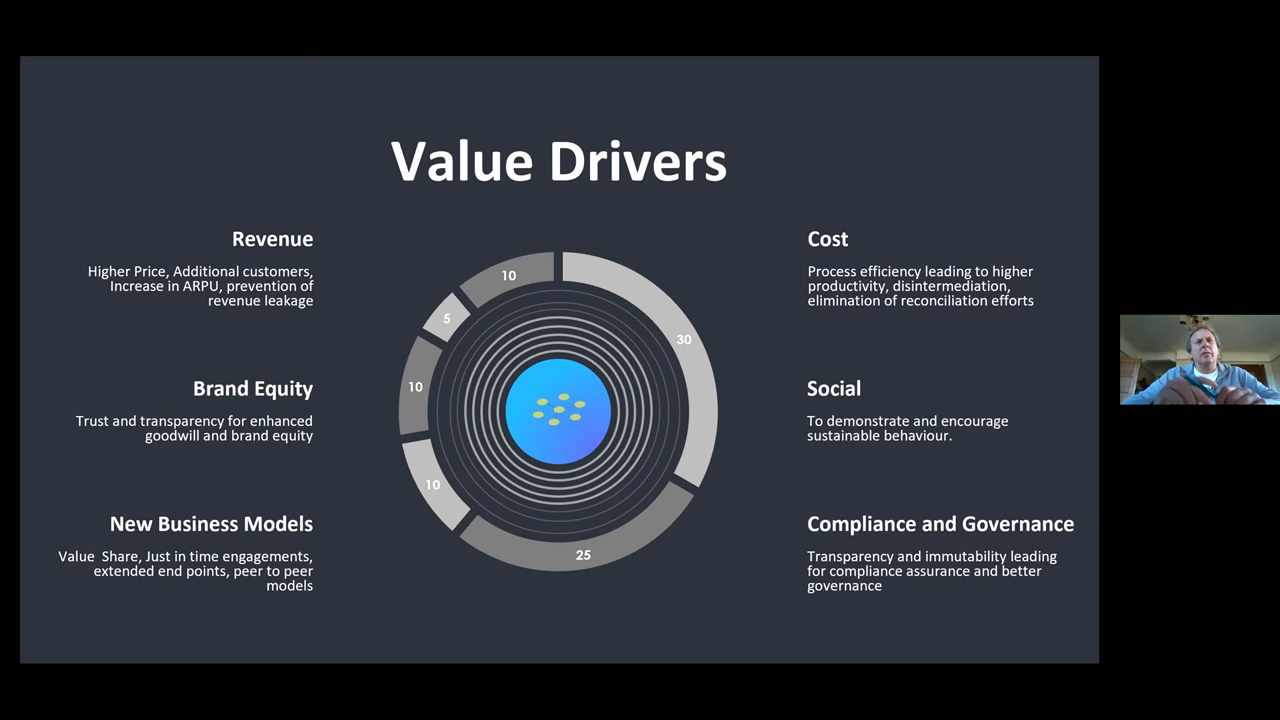 Value Drivers
Revenue
Higher Price, Additional customers,
Increase in ARPU, prevention of
revenue leakage
Brand Equity
Trust and transparency for enhanced
goodwill and brand equity
New Business Models
Value Share, Just in time engagements,
extended end points, peer to peer
models
10
5
10
10
25
30
Cost
Process efficiency leading to higher
productivity, disintermediation,
elimination of reconciliation efforts
Social
To demonstrate and encourage
sustainable behaviour.
Compliance and Governance
Transparency and immutability leading
for compliance assurance and better
governance